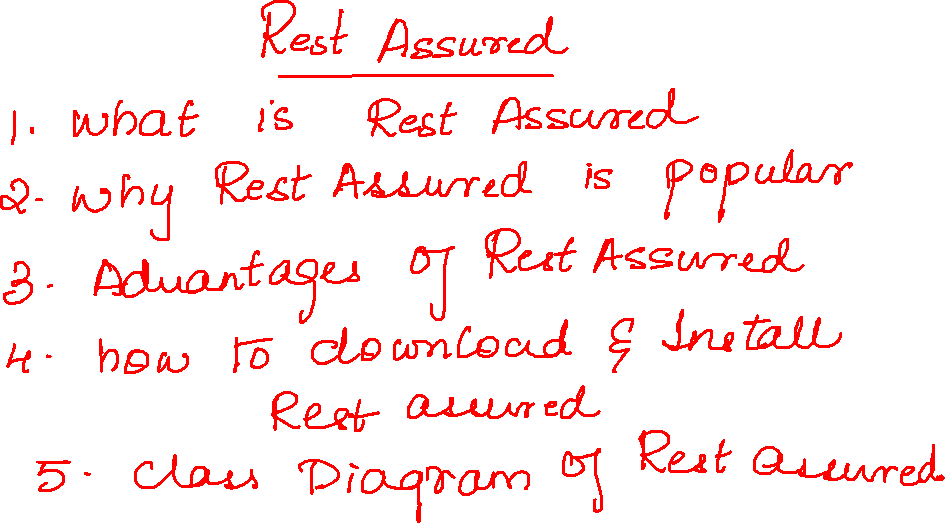 Rest Assured
1. what is Rest Assured
2. why Rest Assured is popular
3. Advantages of Rest Assured
4. how to download & Install
Rest assured
5. class Diagram of Rest assured